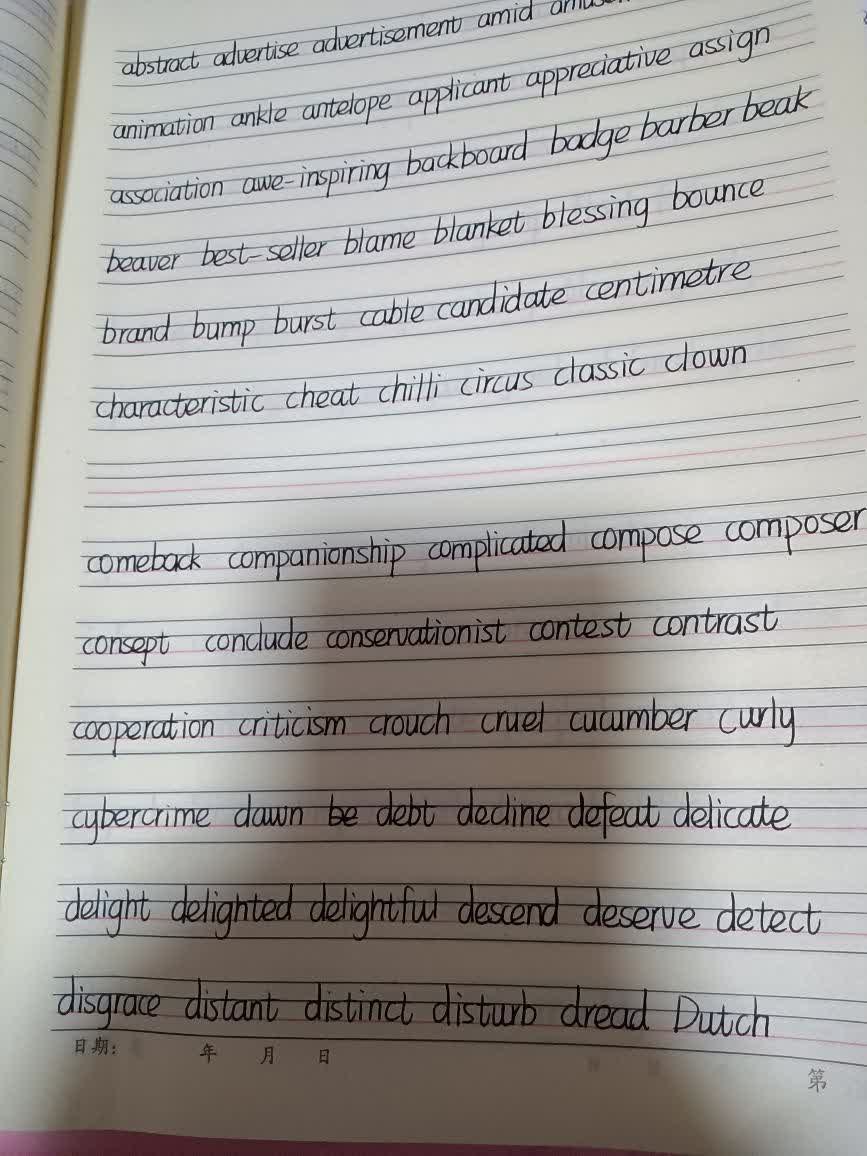 abstract advertise advertisement amid
animation ankle antelope applicant appreciative assign
association awe-inspiring backboard badge barber beak
beaver best-seller blame blanket blessing bounce
brand bump burst cable candidate centimetre
characteristic cheat chilli circus classic clown
comeback companionship complicated compose composer
consept conclude conservationist contest contrast
cooperation criticism crouch cruel cucumber curly
cybercrime dawn be debt decline defeat delicate
delight delighted delightful descend deserve detect
disgrace distant distinct disturb dread Dutch
日期: 年 月 日
第